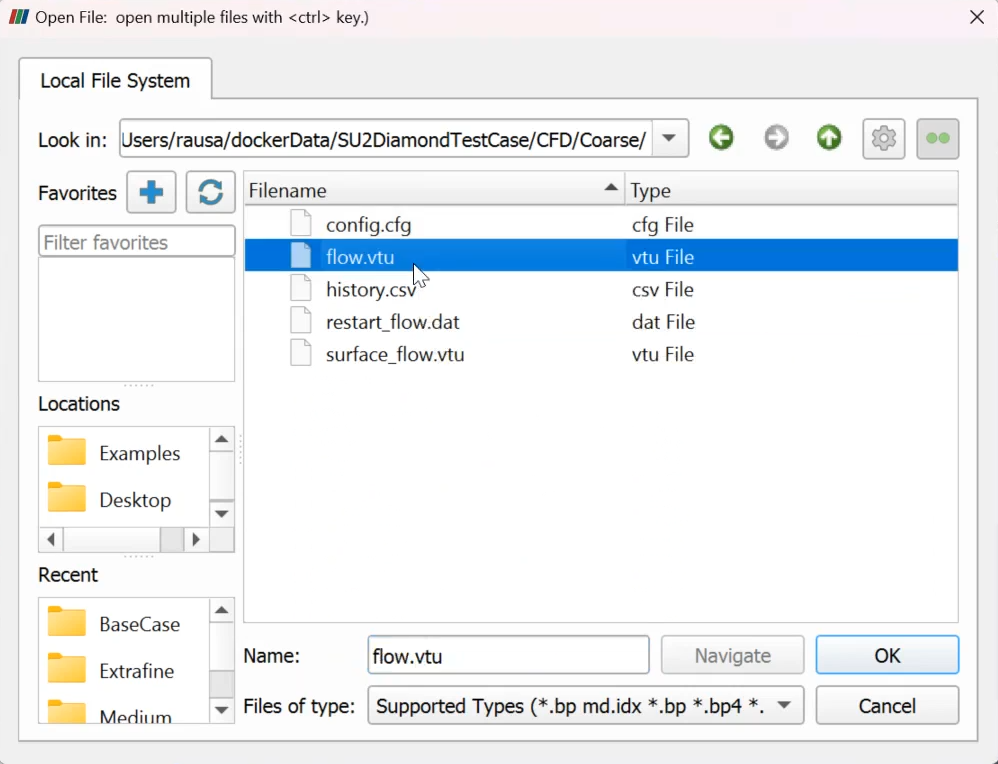 Open File:  open multiple files with <ctrl> key.)
Local File System
Look in: Users/rausa/dockerData/SU2DiamondTestCase/CFD/Coarse/
Favorites
Filename Type
Filter favorites
config.cfg cfg File
flow.vtu vtu File
history.csv csv File
restart_flow.dat dat File
surface_flow.vtu vtu File
Locations
Examples
Desktop
Recent
BaseCase
Extrafine
Medium
Name: flow.vtu Navigate OK
Files of type: Supported Types (*.bp md.idx *.bp *.bp4 *. Cancel